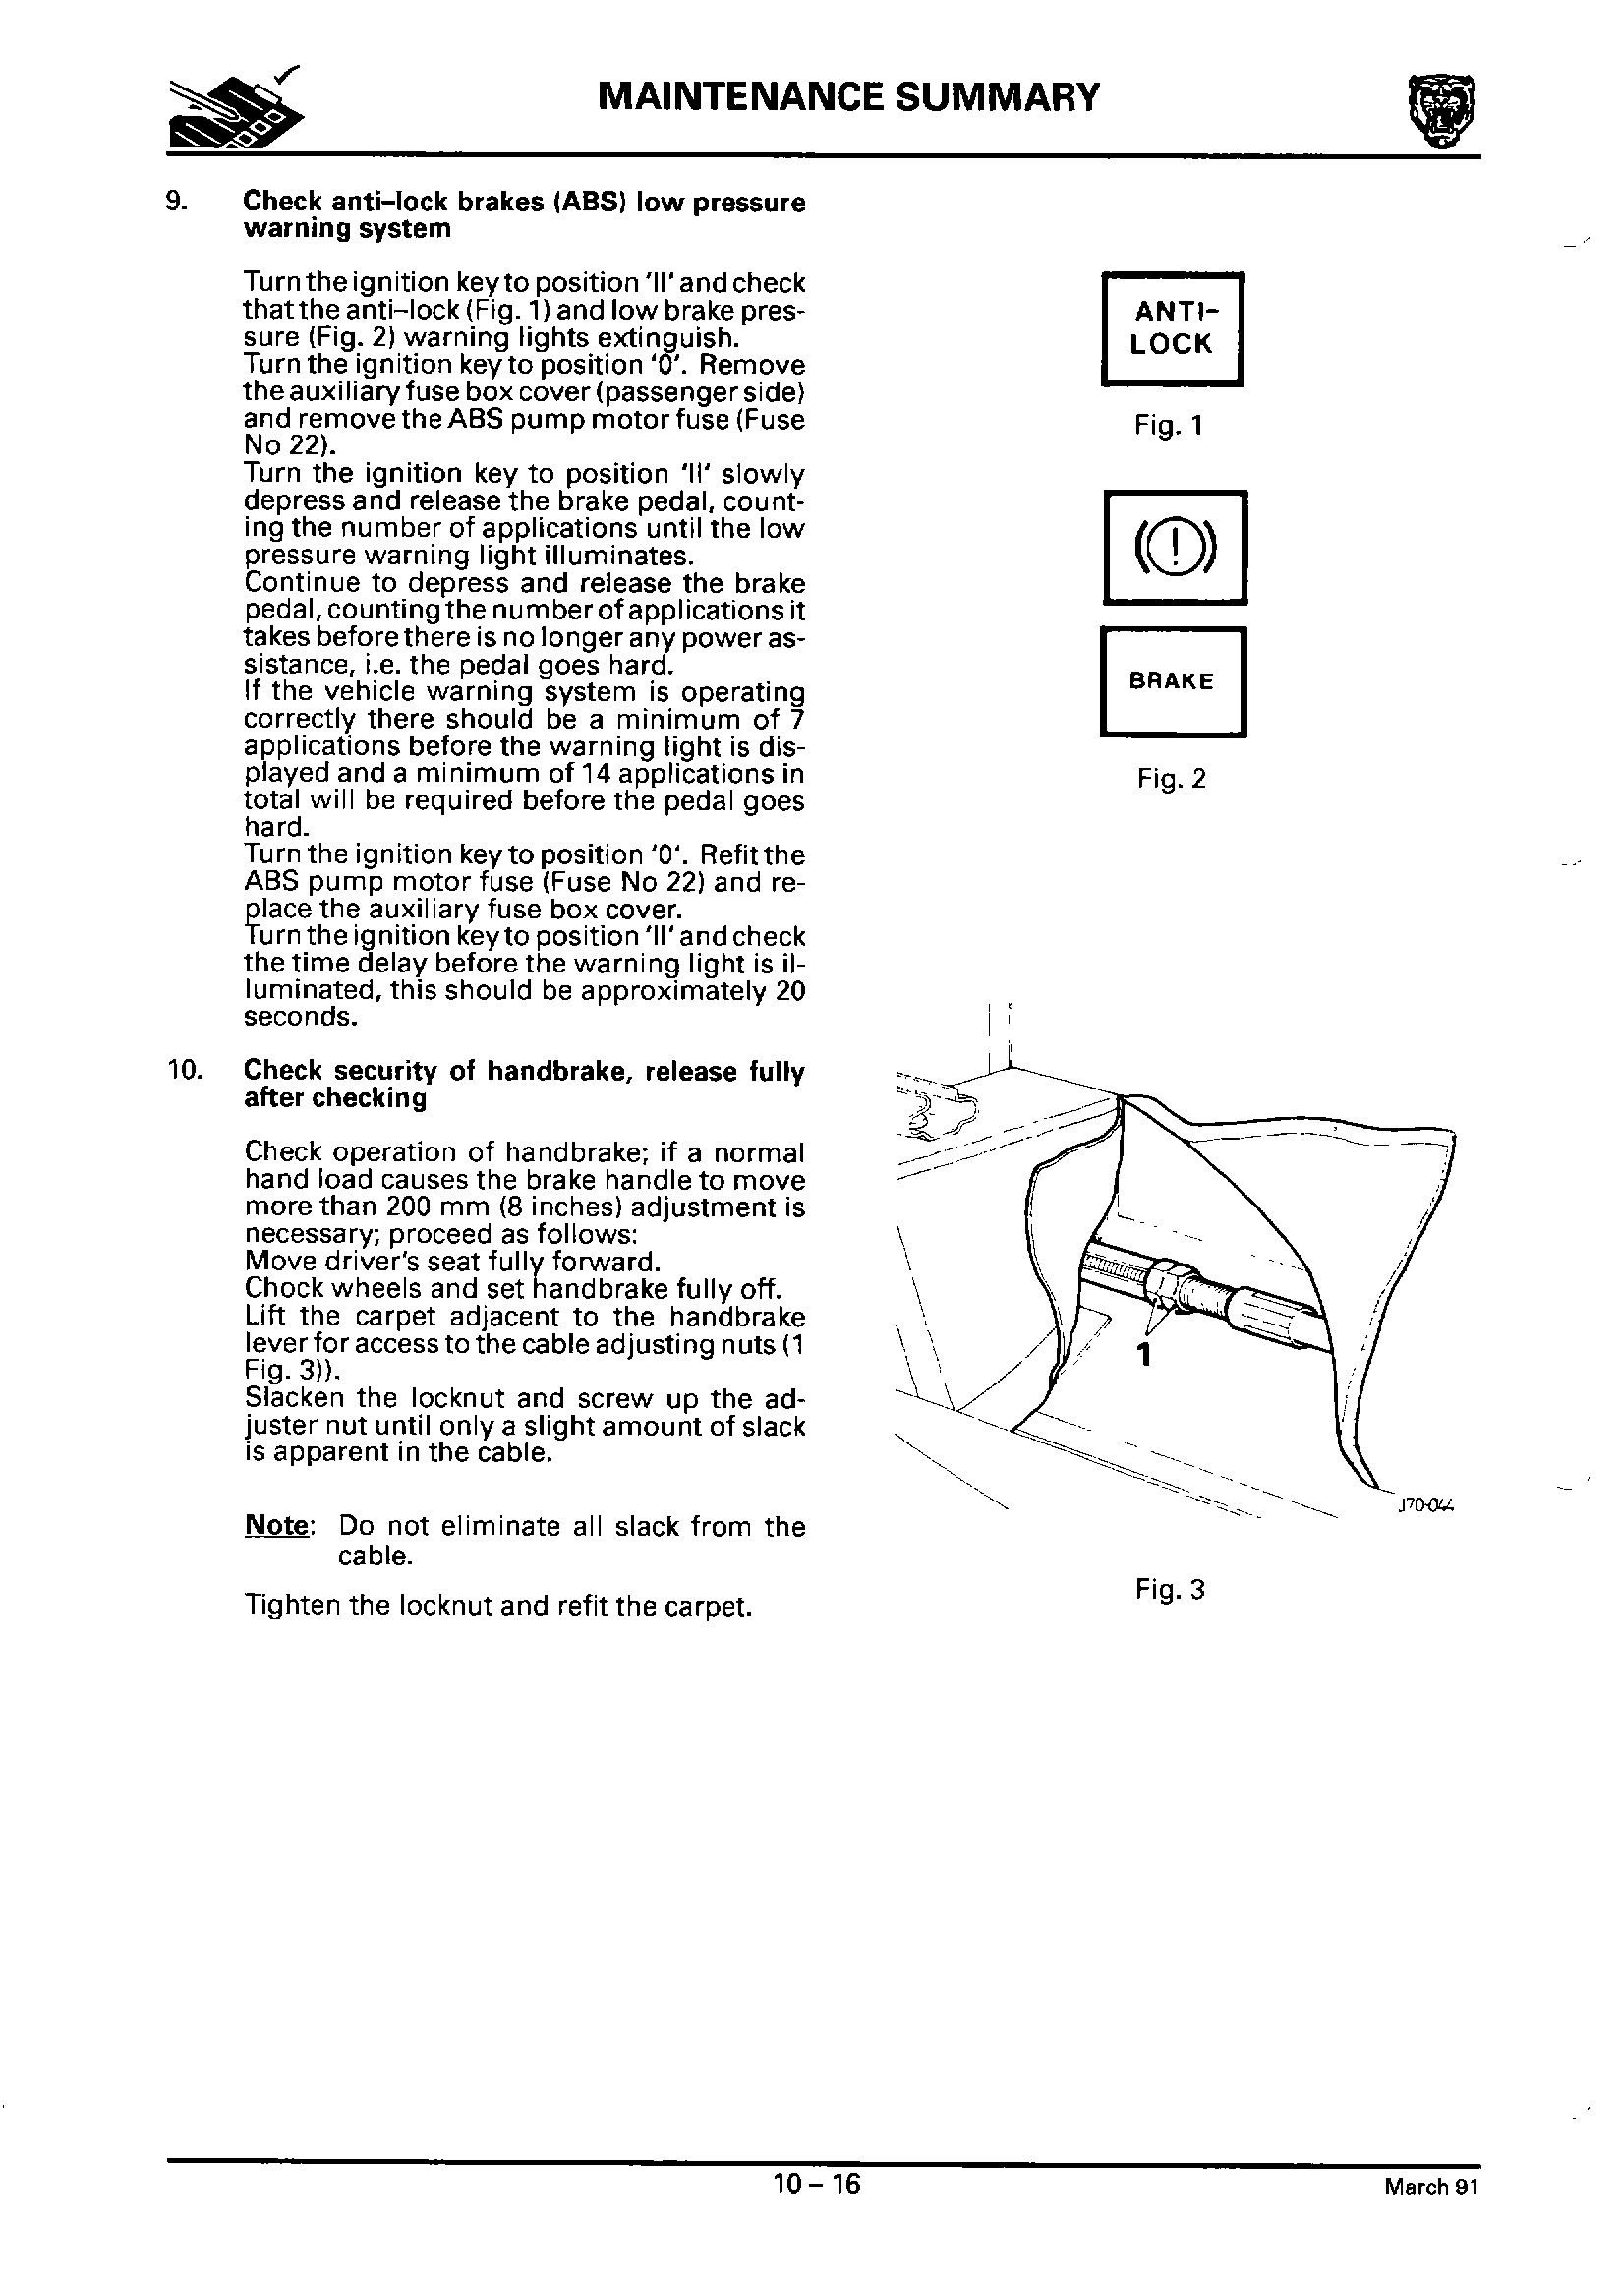 MAINTENANCE SUMMARY
9. Check anti–lock brakes (ABS) low pressure
warning system
Turn the ignition key to position 'II' and check
that the anti–lock (Fig. 1) and low brake pres-
sure (Fig. 2) warning lights extinguish.
Turn the ignition key to position '0'. Remove
the auxiliary fuse box cover (passenger side)
and remove the ABS pump motor fuse (Fuse
No 22).
Turn the ignition key to position 'II' slowly
depress and release the brake pedal, count-
ing the number of applications until the low
pressure warning light illuminates.
Continue to depress and release the brake
pedal, counting the number of applications it
takes before there is no longer any power as-
sistance, i.e. the pedal goes hard.
If the vehicle warning system is operating
correctly there should be a minimum of 7
applications before the warning light is dis-
played and a minimum of 14 applications in
total will be required before the pedal goes
hard.
Turn the ignition key to position '0'. Refit the
ABS pump motor fuse (Fuse No 22) and re-
place the auxiliary fuse box cover.
Turn the ignition key to position 'II' and check
the time delay before the warning light is il-
luminated, this should be approximately 20
seconds.
10. Check security of handbrake, release fully
after checking
Check operation of handbrake; if a normal
hand load causes the brake handle to move
more than 200 mm (8 inches) adjustment is
necessary; proceed as follows:
Move driver's seat fully forward.
Chock wheels and set handbrake fully off.
Lift the carpet adjacent to the handbrake
lever for access to the cable adjusting nuts (1
Fig. 3)).
Slacken the locknut and screw up the ad-
juster nut until only a slight amount of slack
is apparent in the cable.
Note: Do not eliminate all slack from the
cable.
Tighten the locknut and refit the carpet.
ANTI–
LOCK
Fig. 1
(!)
BRAKE
Fig. 2
1
J70-044
Fig. 3
10 – 16
March 91